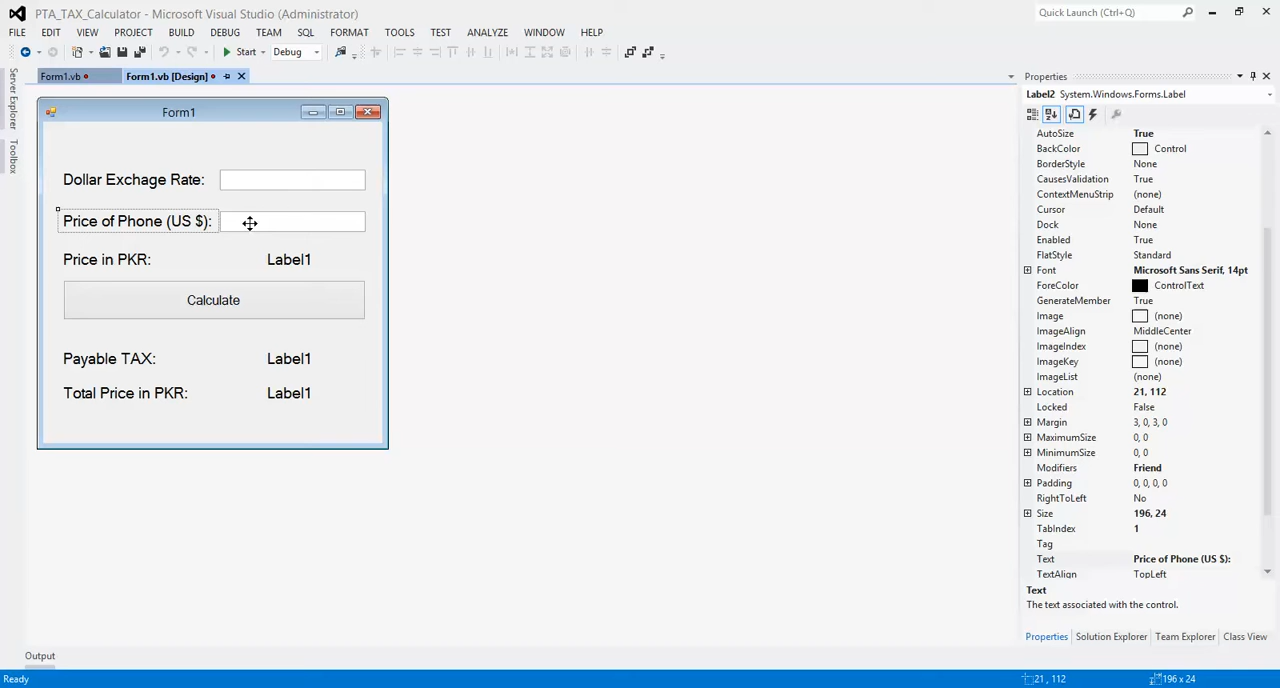 PTA_TAX_Calculator - Microsoft Visual Studio (Administrator)
Quick Launch (Ctrl+Q)
FILE EDIT VIEW PROJECT BUILD DEBUG TEAM SQL FORMAT TOOLS TEST ANALYZE WINDOW HELP
Start Debug
Form1.vb Form1.vb [Design]
Server Explorer
Toolbox
Form1
Dollar Exchage Rate:
Price of Phone (US $):
Price in PKR: Label1
Calculate
Payable TAX: Label1
Total Price in PKR: Label1
Properties
Label2 System.Windows.Forms.Label
AutoSize True
BackColor Control
BorderStyle None
CausesValidation True
ContextMenuStrip (none)
Cursor Default
Dock None
Enabled True
FlatStyle Standard
Font Microsoft Sans Serif, 14pt
ForeColor ControlText
GenerateMember True
Image (none)
ImageAlign MiddleCenter
ImageIndex (none)
ImageKey (none)
ImageList (none)
Location 21, 112
Locked False
Margin 3, 0, 3, 0
MaximumSize 0, 0
MinimumSize 0, 0
Modifiers Friend
Padding 0, 0, 0, 0
RightToLeft No
Size 196, 24
TabIndex 1
Tag
Text Price of Phone (US $):
TextAlign TopLeft
Text
The text associated with the control.
Properties Solution Explorer Team Explorer Class View
Output
Ready 21 , 112 196 x 24